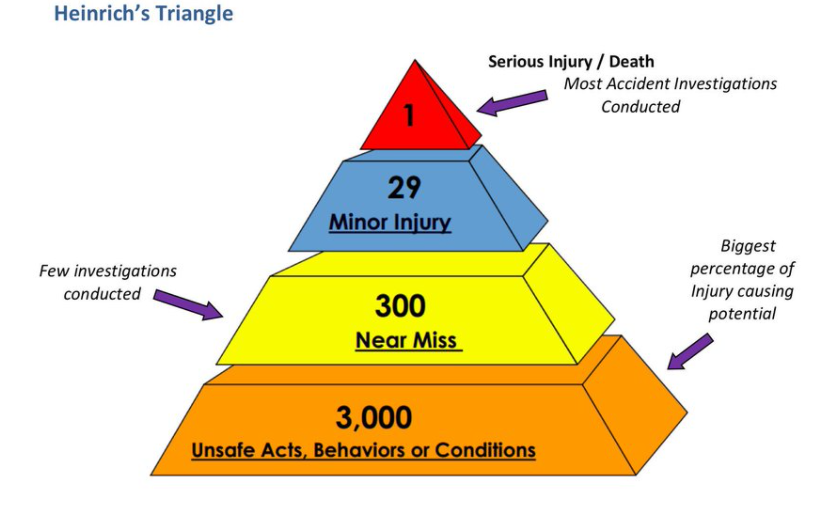 Heinrich's Triangle
Serious Injury / Death
Most Accident Investigations
Conducted
1
29
Minor Injury
Few investigations
conducted
300
Near Miss
Biggest
percentage of
Injury causing
potential
3,000
Unsafe Acts, Behaviors or Conditions